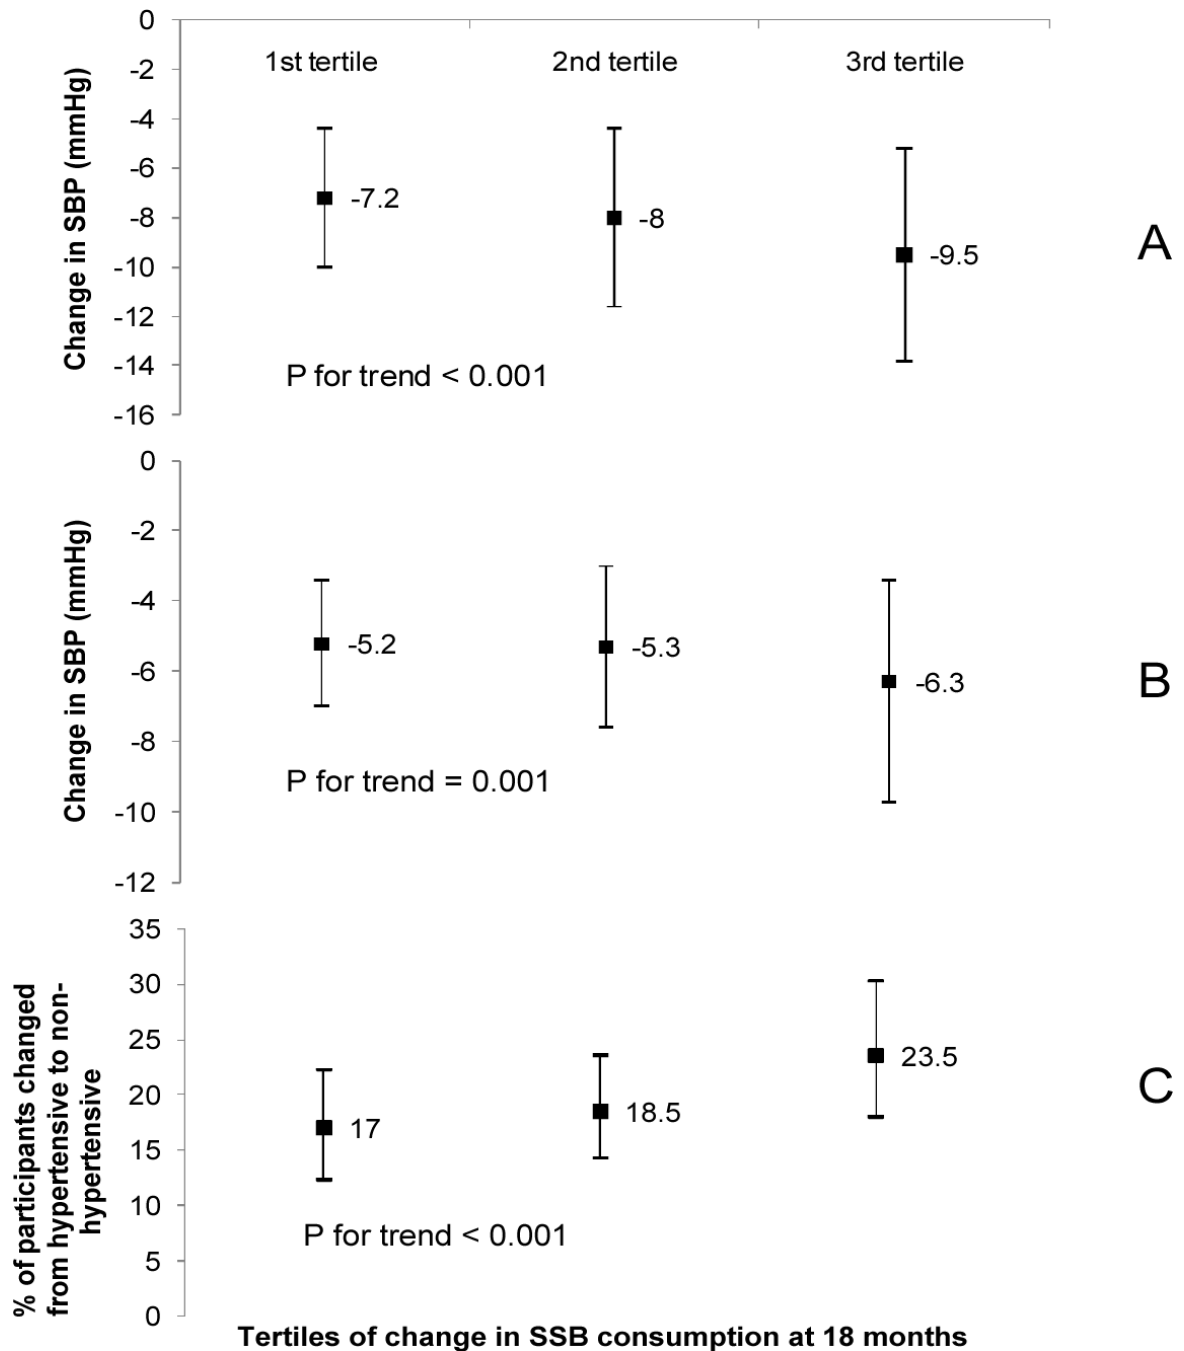 0
-2
-4
-6
-8
-10
-12
-14
-16
Change in SBP (mmHg)
1st tertile 2nd tertile 3rd tertile
-7.2
-8
-9.5
P for trend < 0.001
A
0
-2
-4
-6
-8
-10
-12
Change in SBP (mmHg)
-5.2
-5.3
-6.3
P for trend = 0.001
B
35
30
25
20
15
10
5
0
% of participants changed
from hypertensive to non-
hypertensive
17
18.5
23.5
P for trend < 0.001
C
Tertiles of change in SSB consumption at 18 months